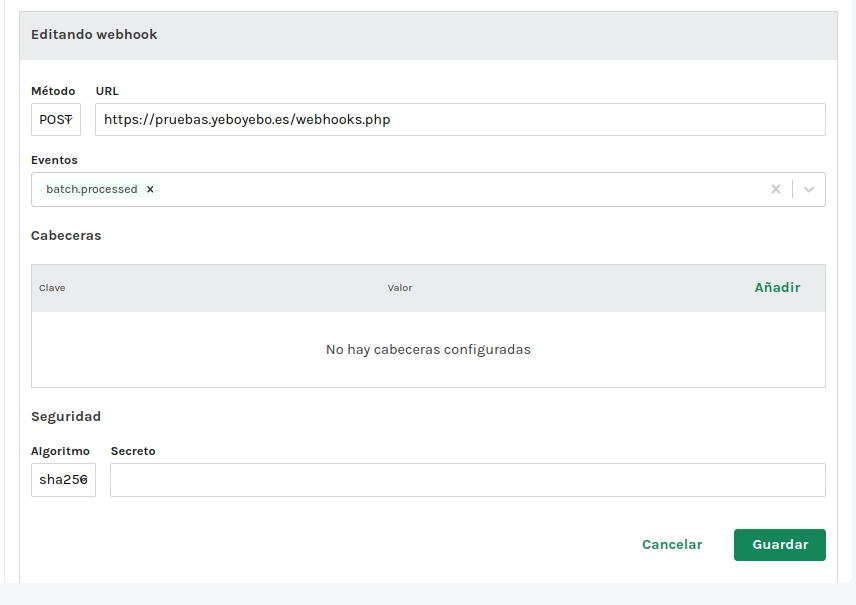 Editando webhook
Método URL
POST https://pruebas.yeboyebo.es/webhooks.php
Eventos
batch.processed ×
Cabeceras
Clave Valor Añadir
No hay cabeceras configuradas
Seguridad
Algoritmo Secreto
sha256
Cancelar Guardar